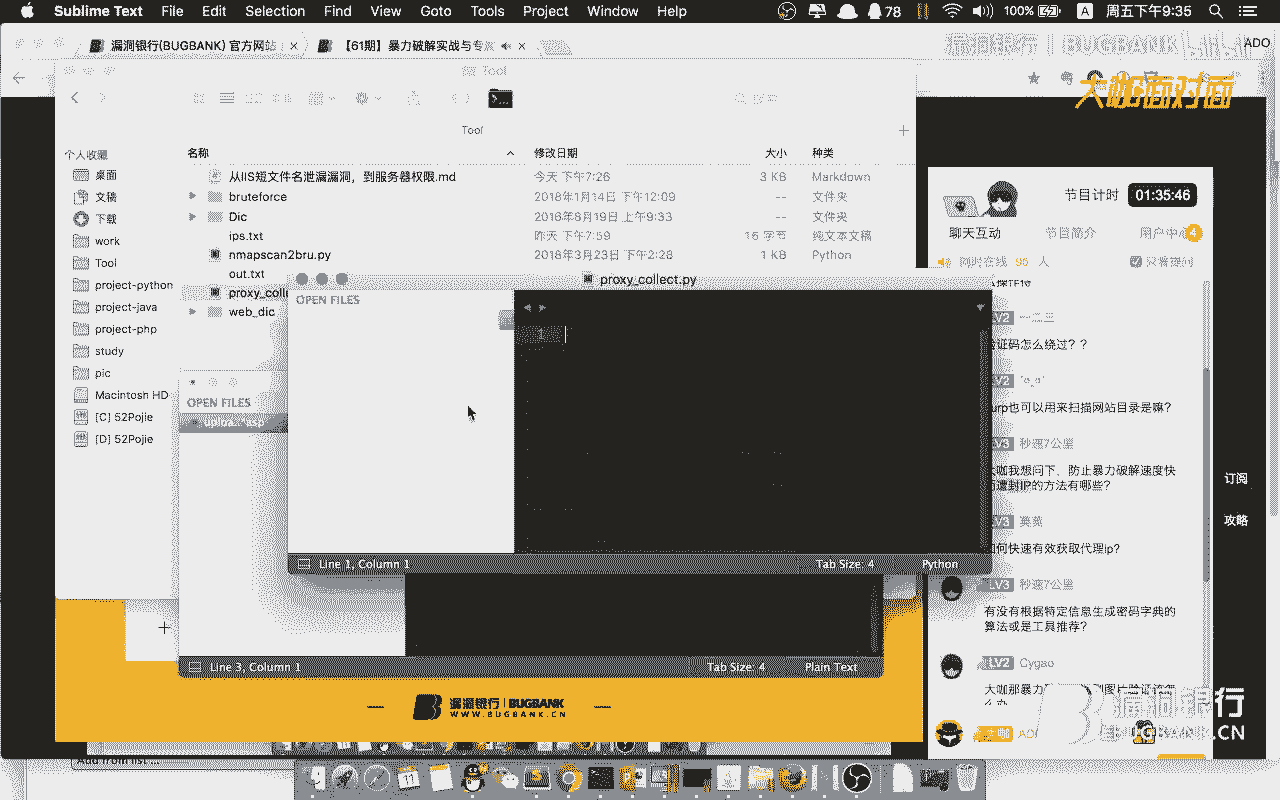 Sublime Text File Edit Selection Find View Goto Tools Project Window Help 78 100% A 周五下午9:35
漏洞银行(BUGBANK) 官方网站
【61期】暴力破解实战与专
漏洞银行 | BUGBANK
ADO
大咖面对面
Tool
Tool
个人收藏
桌面
文稿
下载
work
Tool
project-python
project-java
project-php
study
pic
Macintosh HD
[C] 52Pojie
[D] 52Pojie
名称 修改日期 大小 种类
从IIS短文件名泄漏漏洞，到服务器权限.md 今天 下午7:26 3 KB Markdown
bruteforce 2018年1月14日 下午12:09 -- 文件夹
Dic 2016年8月19日 上午9:33 -- 文件夹
ips.txt 昨天 下午7:59 16 字节 纯文本文稿
nmapscan2bru.py 2018年3月23日 下午2:28 1 KB Python
out.txt
proxy_coll
web_dic
proxy_collect.py
OPEN FILES
1
Line 1, Column 1 Tab Size: 4 Python
OPEN FILES
uploa...*asp
Line 3, Column 1 Tab Size: 4 Plain Text
漏洞银行 | BUGBANK
WWW.BUGBANK.CN
Add from list ...
节目计时 01:35:46
聊天互动 节目简介 用户中心 4
同时在线 95 人 只看提问
LV2
证码怎么绕过？？
LV2 "e_e"
urp也可以用来扫描网站目录是嘛？
LV3 秒速7公里
大咖我想问下、防止暴力破解速度快
而遭封IP的方法有哪些？
LV3
如何快速有效获取代理ip?
LV3 秒速7公里
有没有根据特定信息生成密码字典的
算法或是工具推荐？
LV2 Cygao
大咖那暴力
订阅
攻略
漏洞银行
BUGBANK.CN